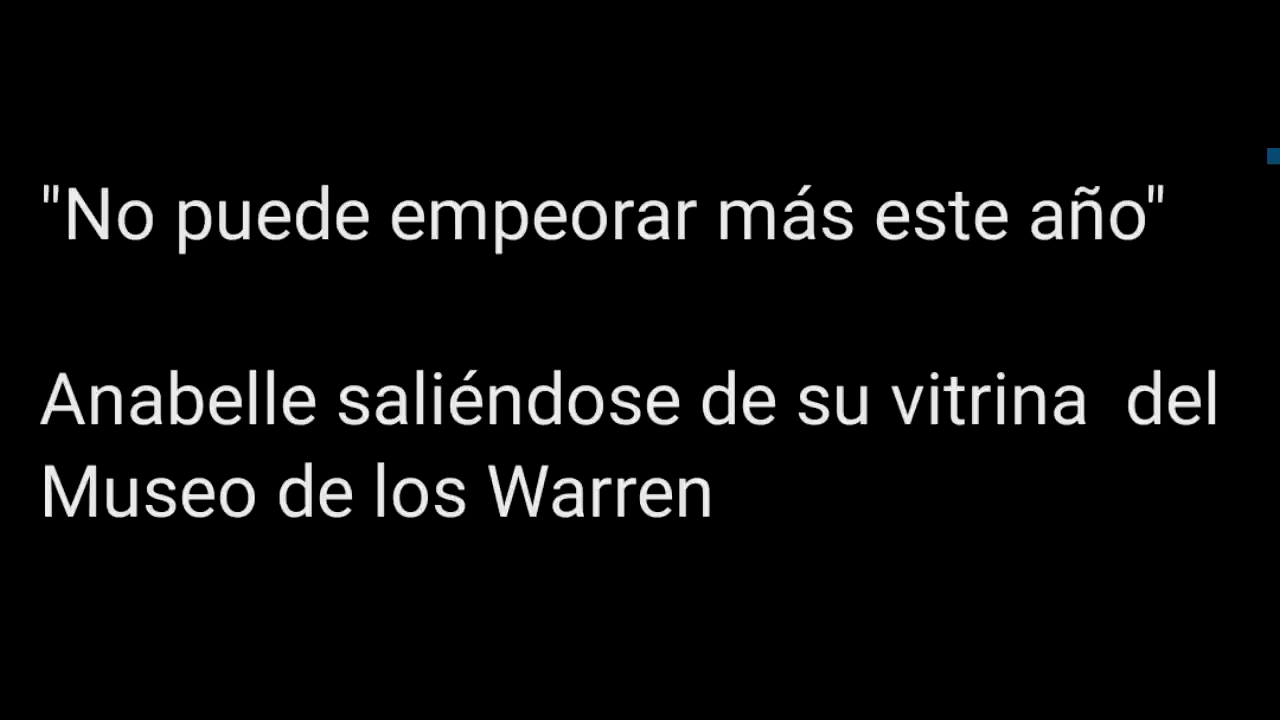 "No puede empeorar más este año"
Anabelle saliéndose de su vitrina  del
Museo de los Warren